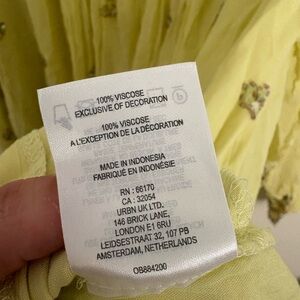 100% VISCOSE
EXCLUSIVE OF DECORATION
100% VISCOSE
A L'EXCEPTION DE LA DÉCORATION
MADE IN INDONESIA
FABRIQUÉ EN INDONÉSIE
RN : 66170
CA : 32054
URBN UK LTD.
146 BRICK LANE,
LONDON E1 6RU
LEIDSESTRAAT 32, 107 PB
AMSTERDAM, NETHERLANDS
OB884200